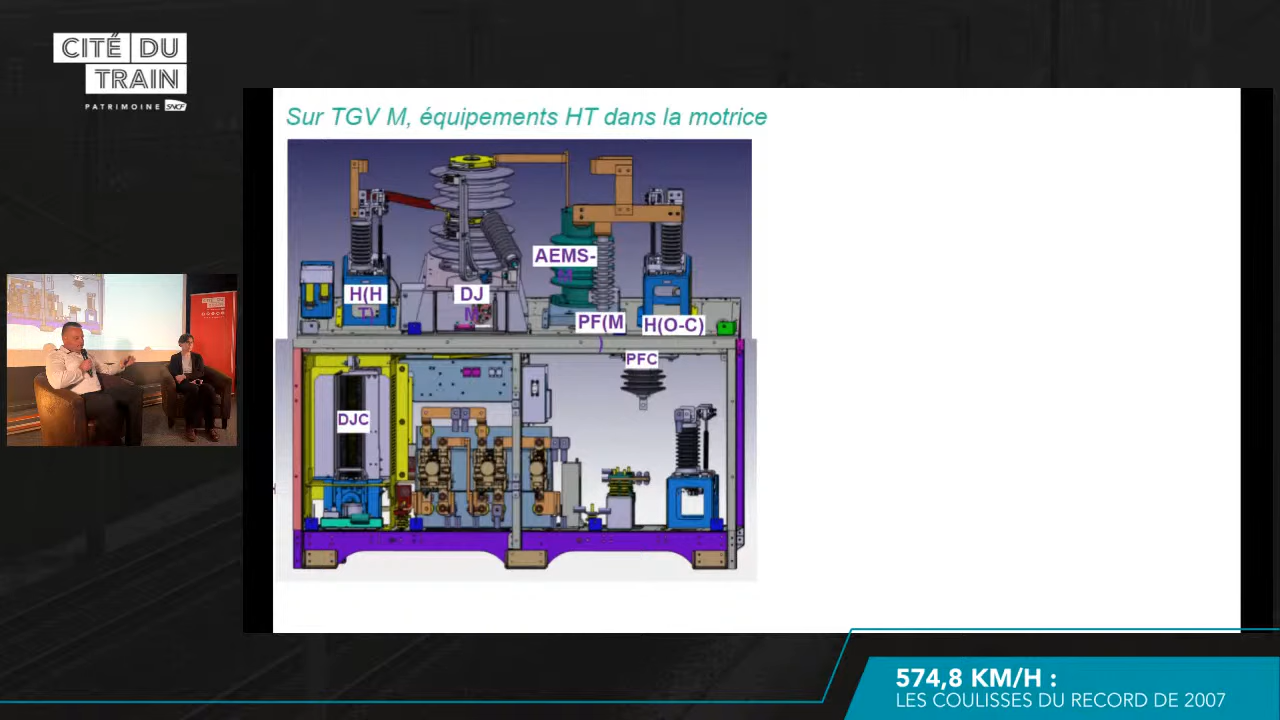 CITÉ DU
TRAIN
PATRIMOINE SNCF
Sur TGV M, équipements HT dans la motrice
AEMS-
M
H(H
T)
DJ
M
PF(M
)
H(O-C)
PFC
DJC
574,8 KM/H :
LES COULISSES DU RECORD DE 2007